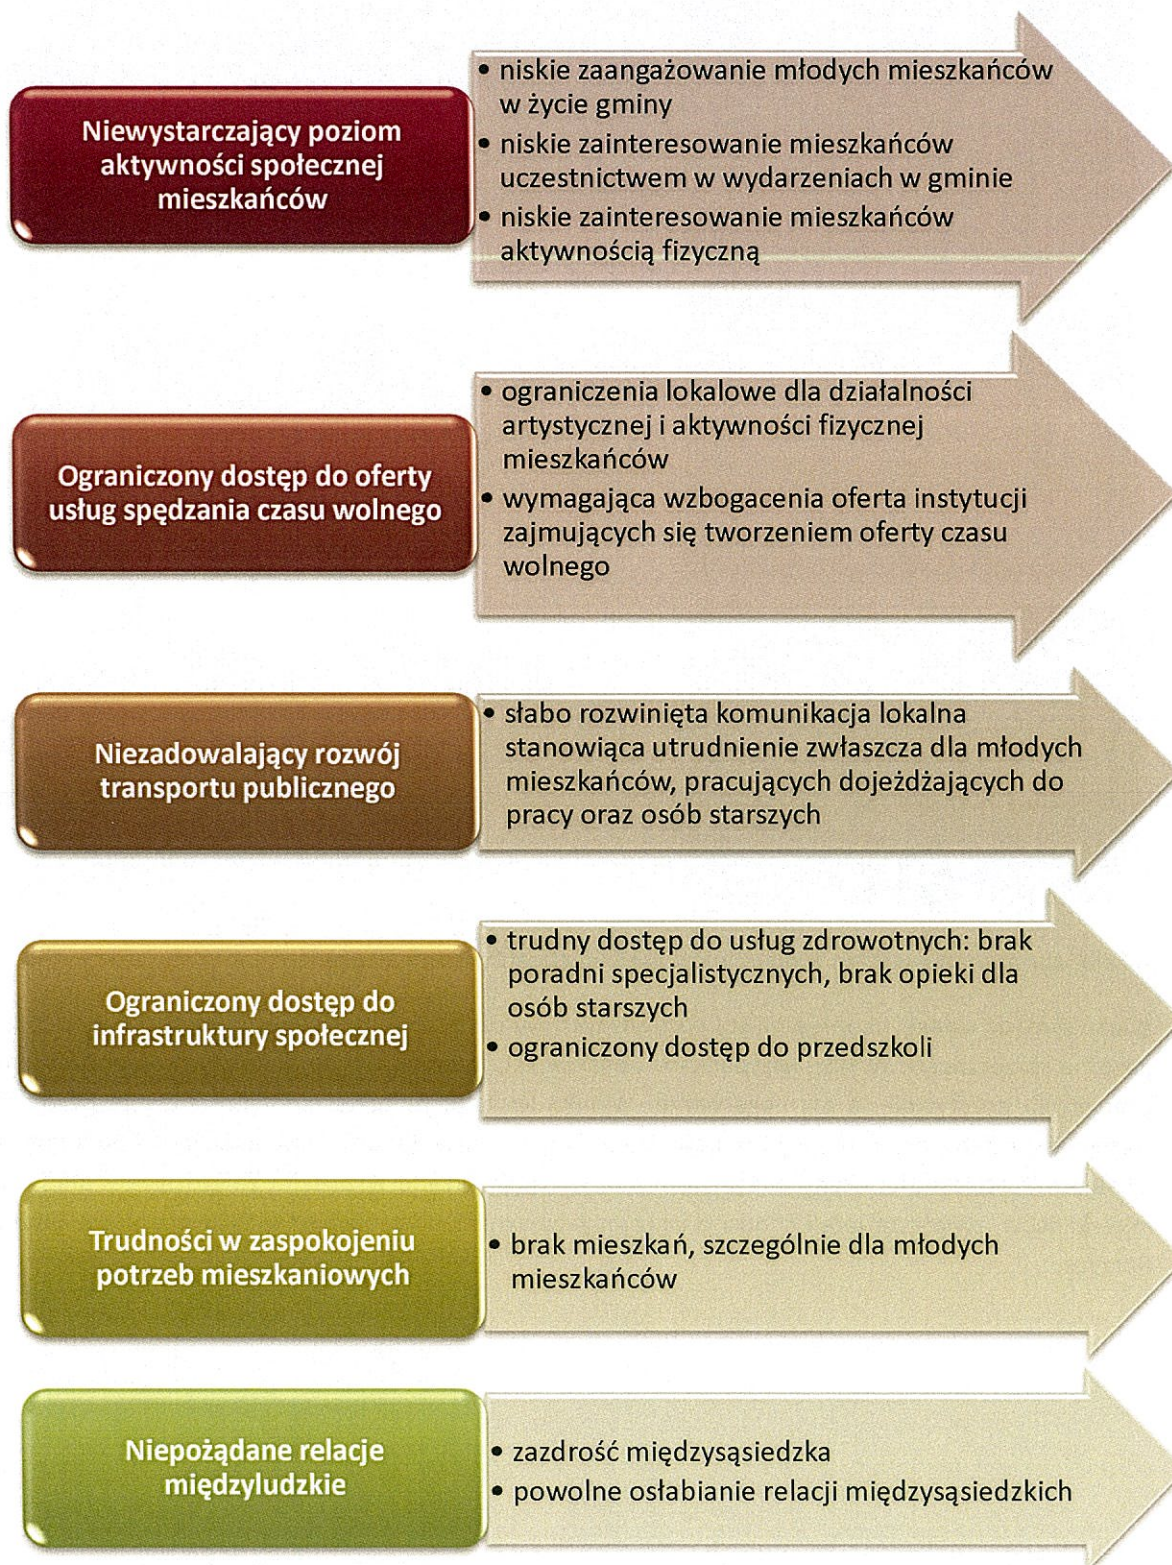 Niewystarczający poziom
aktywności społecznej
mieszkańców
• niskie zaangażowanie młodych mieszkańców
w życie gminy
• niskie zainteresowanie mieszkańców
uczestnictwem w wydarzeniach w gminie
• niskie zainteresowanie mieszkańców
aktywnością fizyczną
Ograniczony dostęp do oferty
usług spędzania czasu wolnego
• ograniczenia lokalowe dla działalności
artystycznej i aktywności fizycznej
mieszkańców
• wymagająca wzbogacenia oferta instytucji
zajmujących się tworzeniem oferty czasu
wolnego
Niezadowalający rozwój
transportu publicznego
• słabo rozwinięta komunikacja lokalna
stanowiąca utrudnienie zwłaszcza dla młodych
mieszkańców, pracujących dojeżdżających do
pracy oraz osób starszych
Ograniczony dostęp do
infrastruktury społecznej
• trudny dostęp do usług zdrowotnych: brak
poradni specjalistycznych, brak opieki dla
osób starszych
• ograniczony dostęp do przedszkoli
Trudności w zaspokojeniu
potrzeb mieszkaniowych
• brak mieszkań, szczególnie dla młodych
mieszkańców
Niepożądane relacje
międzyludzkie
• zazdrość międzysąsiedzka
• powolne osłabianie relacji międzysąsiedzkich